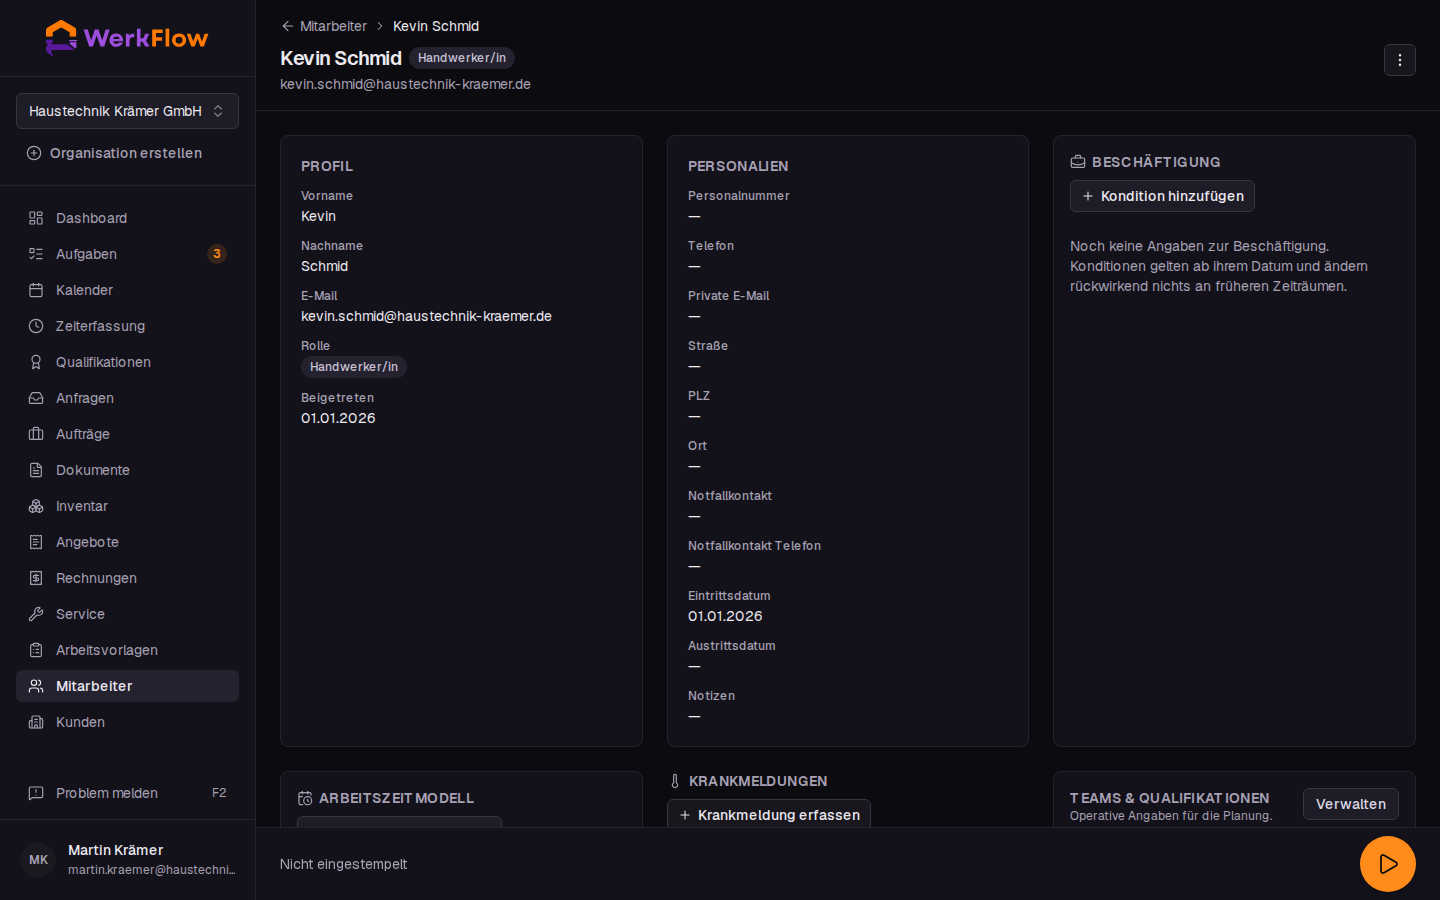 WerkFlow
Haustechnik Krämer GmbH
Organisation erstellen
Dashboard
Aufgaben 3
Kalender
Zeiterfassung
Qualifikationen
Anfragen
Aufträge
Dokumente
Inventar
Angebote
Rechnungen
Service
Arbeitsvorlagen
Mitarbeiter
Kunden
Problem melden F2
MK
Martin Krämer
martin.kraemer@haustechni...
Mitarbeiter > Kevin Schmid
Kevin Schmid Handwerker/in
kevin.schmid@haustechnik-kraemer.de
PROFIL
Vorname
Kevin
Nachname
Schmid
E-Mail
kevin.schmid@haustechnik-kraemer.de
Rolle
Handwerker/in
Beigetreten
01.01.2026
PERSONALIEN
Personalnummer
—
Telefon
—
Private E-Mail
—
Straße
—
PLZ
—
Ort
—
Notfallkontakt
—
Notfallkontakt Telefon
—
Eintrittsdatum
01.01.2026
Austrittsdatum
—
Notizen
—
BESCHÄFTIGUNG
+ Kondition hinzufügen
Noch keine Angaben zur Beschäftigung.
Konditionen gelten ab ihrem Datum und ändern
rückwirkend nichts an früheren Zeiträumen.
ARBEITSZEITMODELL
KRANKMELDUNGEN
+ Krankmeldung erfassen
TEAMS & QUALIFIKATIONEN
Operative Angaben für die Planung.
Verwalten
Nicht eingestempelt